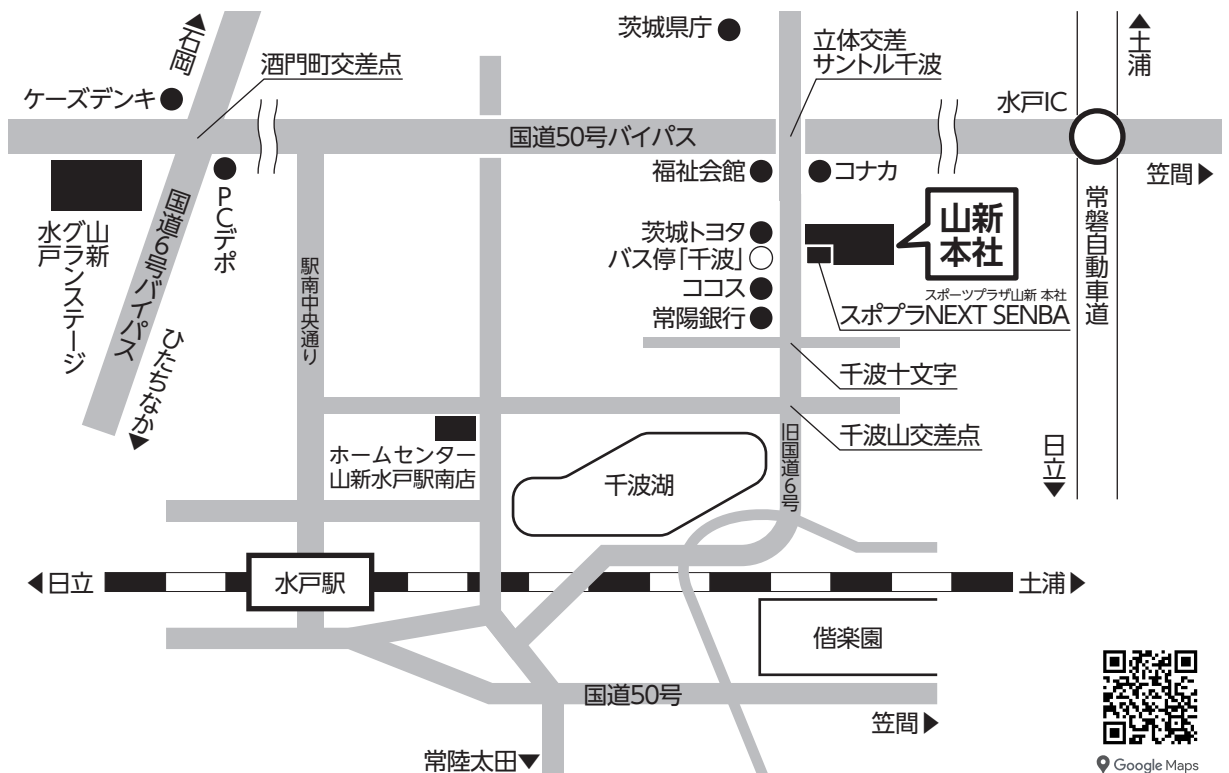 石岡
酒門町交差点
茨城県庁
立体交差
サントル千波
土浦
ケーズデンキ
水戸IC
国道50号バイパス
笠間
福祉会館
コナカ
PCデポ
山新
グランステージ
水戸
国道6号バイパス
ひたちなか
駅南中央通り
茨城トヨタ
バス停「千波」
ココス
常陽銀行
山新
本社
スポーツプラザ山新 本社
スポプラNEXT SENBA
常磐自動車道
千波十文字
千波山交差点
旧国道6号
日立
ホームセンター
山新水戸駅南店
千波湖
日立
水戸駅
土浦
偕楽園
国道50号
笠間
常陸太田
Google Maps